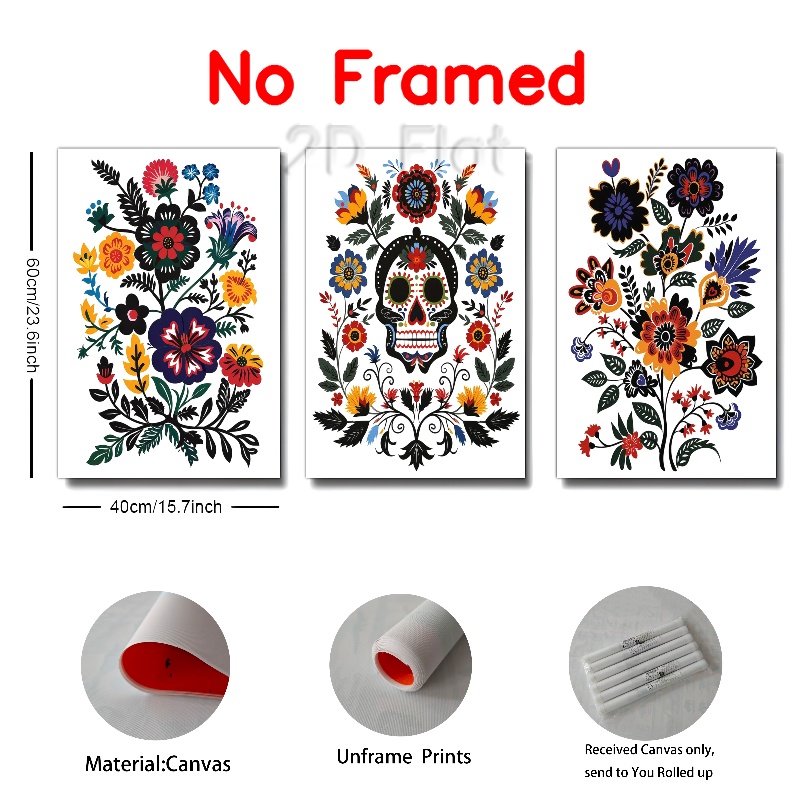 No Framed
2D Flat
60cm/23.6inch
40cm/15.7inch
Material:Canvas
Unframe Prints
Received Canvas only,
send to You Rolled up